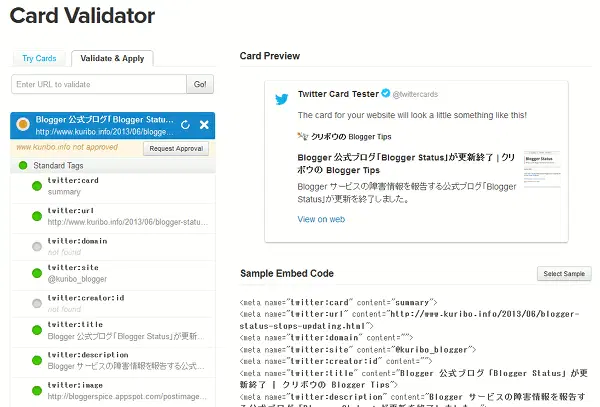 Card Validator
Try Cards
Validate & Apply
Enter URL to validate
Go!
Blogger 公式ブログ「Blogger Status...
http://www.kuribo.info/2013/06/blogge...
www.kuribo.info not approved
Request Approval
Standard Tags
twitter:card
summary
twitter:url
http://www.kuribo.info/2013/06/blogger-statu...
twitter:domain
not found
twitter:site
@kuribo_blogger
twitter:creator:id
not found
twitter:title
Blogger 公式ブログ「Blogger Status」が更新...
twitter:description
Blogger サービスの障害情報を報告する公式ブロ...
twitter:image
http://bloggerspice.appspot.com/postimage...
Card Preview
Twitter Card Tester @twittercards
The card for your website will look a little something like this!
クリボウの Blogger Tips
Blogger 公式ブログ「Blogger Status」が更新終了 | クリ
ボウの Blogger Tips
Blogger サービスの障害情報を報告する公式ブログ「Blogger
Status」が更新を終了しました。
View on web
Sample Embed Code
Select Sample
<meta name="twitter:card" content="summary">
<meta name="twitter:url" content="http://www.kuribo.info/2013/06/blogger-
status-stops-updating.html">
<meta name="twitter:domain" content="">
<meta name="twitter:site" content="@kuribo_blogger">
<meta name="twitter:creator:id" content="">
<meta name="twitter:title" content="Blogger 公式ブログ「Blogger Status」が更
新終了 | クリボウの Blogger Tips">
<meta name="twitter:description" content="Blogger サービスの障害情報を報告す